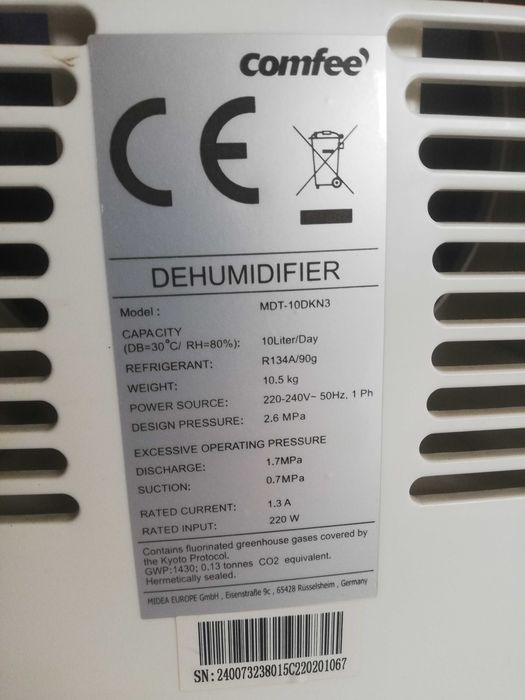 comfee'
CE
DEHUMIDIFIER
Model : MDT-10DKN3
CAPACITY
(DB=30°C/ RH=80%): 10Liter/Day
REFRIGERANT: R134A/90g
WEIGHT: 10.5 kg
POWER SOURCE: 220-240V~ 50Hz, 1 Ph
DESIGN PRESSURE: 2.6 MPa
EXCESSIVE OPERATING PRESSURE
DISCHARGE: 1.7MPa
SUCTION: 0.7MPa
RATED CURRENT: 1.3 A
RATED INPUT: 220 W
Contains fluorinated greenhouse gases covered by
the Kyoto Protocol.
GWP:1430; 0.13 tonnes CO2 equivalent.
Hermetically sealed.
MIDEA EUROPE GmbH , Eisenstraße 9c , 65428 Rüsselsheim , Germany
SN: 240073238015C220201067